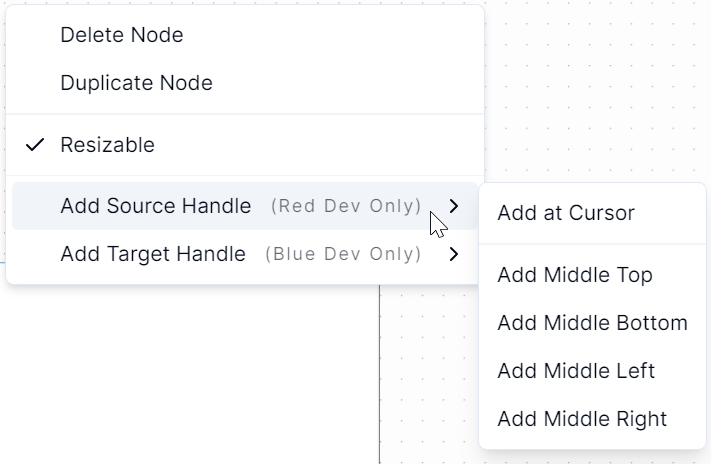 Delete Node
Duplicate Node
Resizable
Add Source Handle (Red Dev Only)
Add Target Handle (Blue Dev Only)
Add at Cursor
Add Middle Top
Add Middle Bottom
Add Middle Left
Add Middle Right